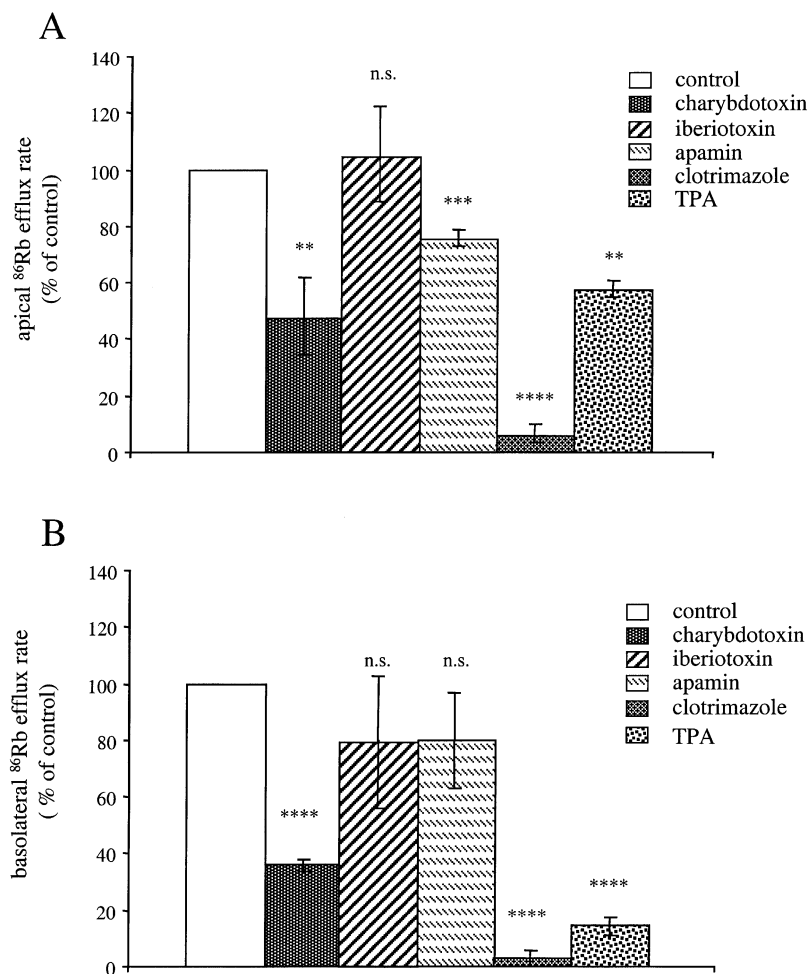 A
apical ⁸⁶Rb efflux rate
(% of control)
140
120
100
80
60
40
20
0
**
n.s.
***
****
**
control
charybdotoxin
iberiotoxin
apamin
clotrimazole
TPA
B
basolateral ⁸⁶Rb efflux rate
( % of control)
140
120
100
80
60
40
20
0
****
n.s.
n.s.
****
****
control
charybdotoxin
iberiotoxin
apamin
clotrimazole
TPA